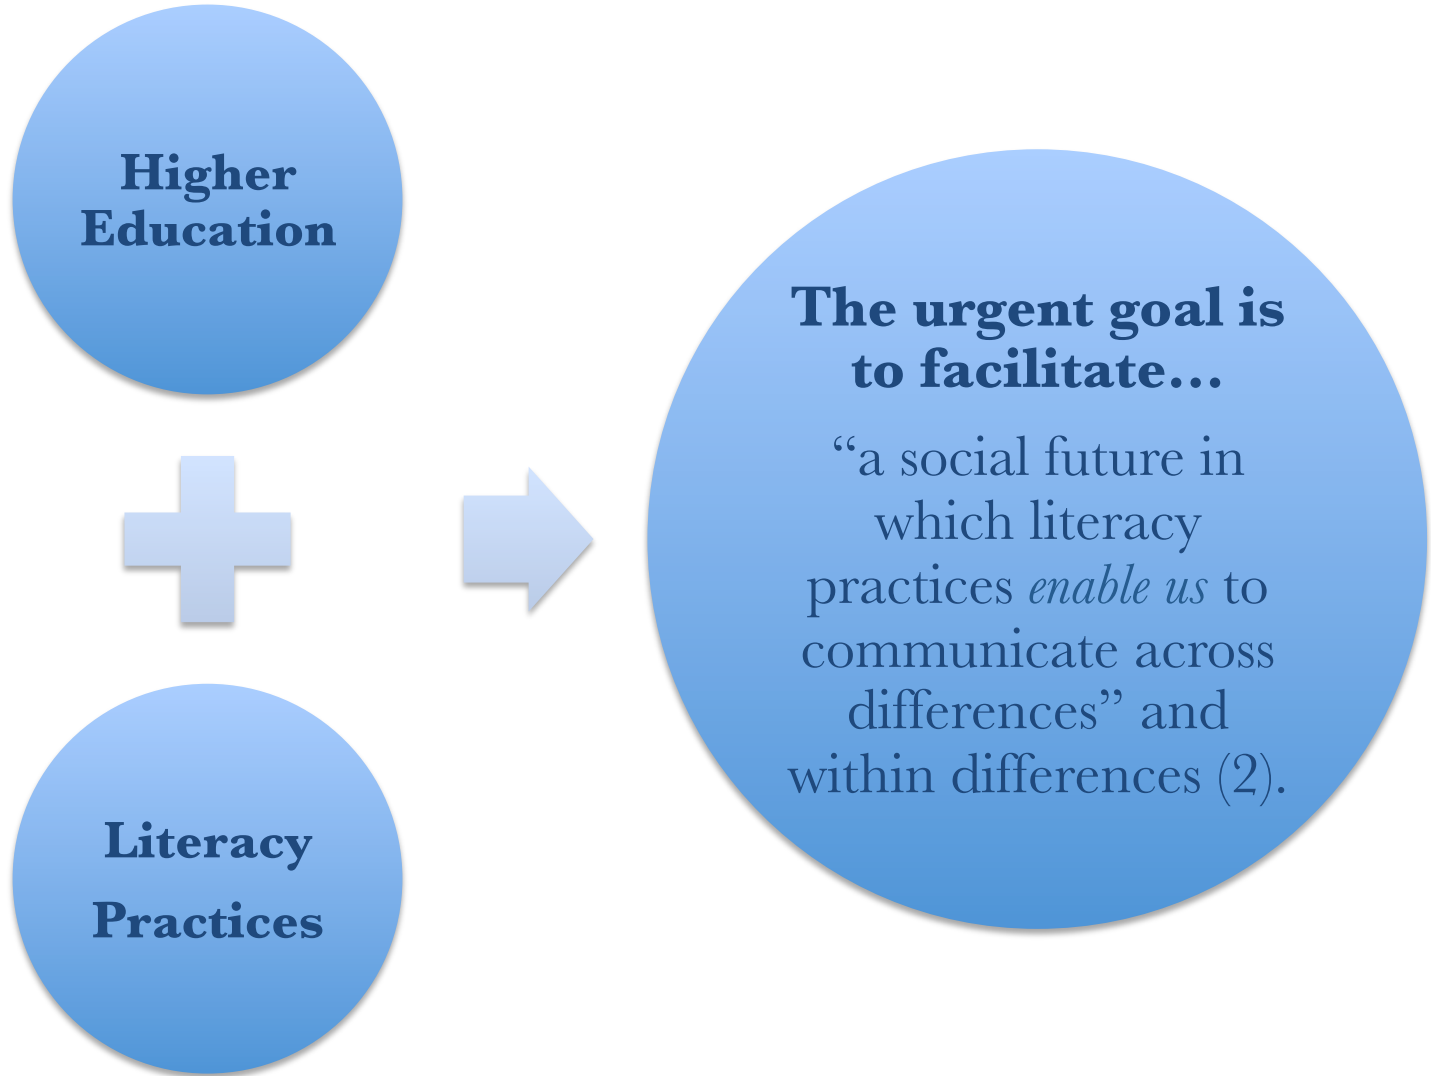 Higher
Education
Literacy
Practices
The urgent goal is
to facilitate…
“a social future in
which literacy
practices enable us to
communicate across
differences” and
within differences (2).